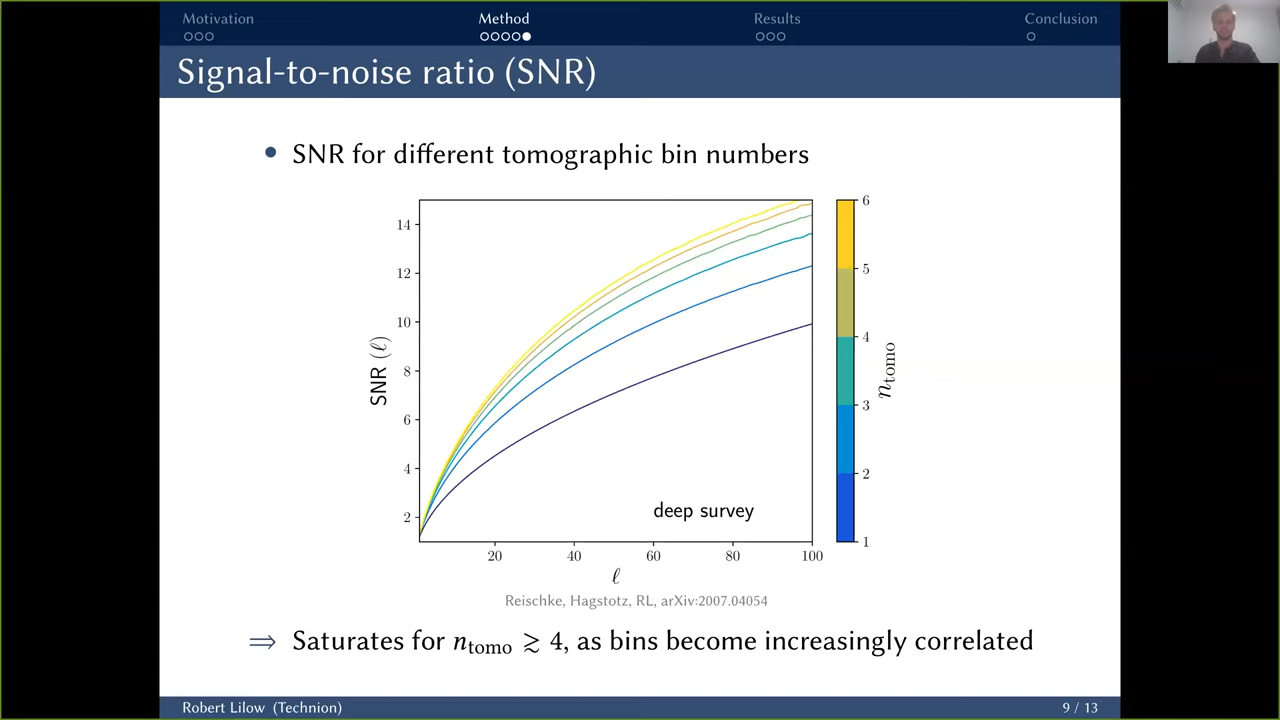 Motivation Method Results Conclusion
Signal-to-noise ratio (SNR)
• SNR for different tomographic bin numbers
14
12
10
8
6
4
2
SNR (ℓ)
20 40 60 80 100
ℓ
deep survey
6
5
4
3
2
1
n_tomo
Reischke, Hagstotz, RL, arXiv:2007.04054
⇒ Saturates for n_tomo ≳ 4, as bins become increasingly correlated
Robert Lilow (Technion) 9 / 13